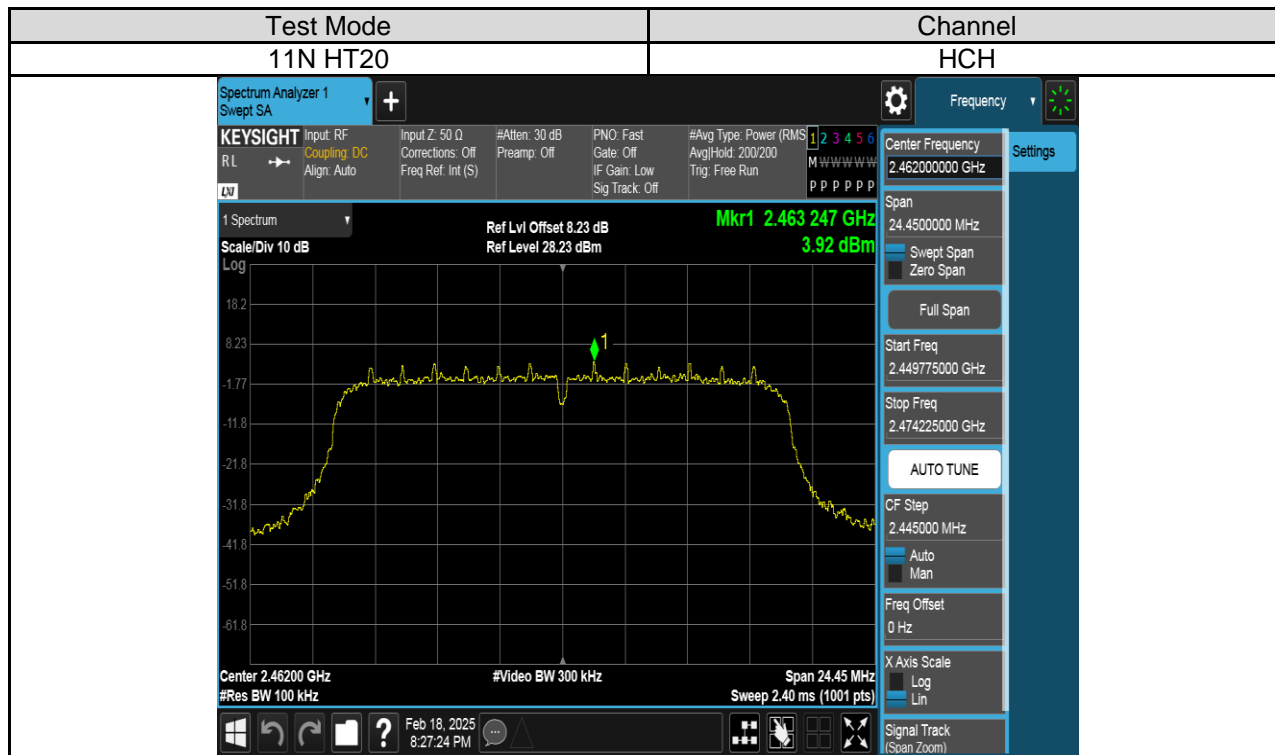 Test Mode Channel
11N HT20 HCH
Spectrum Analyzer 1
Swept SA
+
Frequency
KEYSIGHT
R L
LXI
Input: RF
Coupling: DC
Align: Auto
Input Z: 50 Ω
Corrections: Off
Freq Ref: Int (S)
#Atten: 30 dB
Preamp: Off
PNO: Fast
Gate: Off
IF Gain: Low
Sig Track: Off
#Avg Type: Power (RMS
Avg|Hold: 200/200
Trig: Free Run
1 2 3 4 5 6
M W W W W W
P P P P P P
Center Frequency
2.462000000 GHz
Settings
1 Spectrum
Scale/Div 10 dB
Ref Lvl Offset 8.23 dB
Ref Level 28.23 dBm
Mkr1 2.463 247 GHz
3.92 dBm
Log
18.2
8.23
-1.77
-11.8
-21.8
-31.8
-41.8
-51.8
-61.8
1
Center 2.46200 GHz
#Res BW 100 kHz
#Video BW 300 kHz
Span 24.45 MHz
Sweep 2.40 ms (1001 pts)
Span
24.4500000 MHz
Swept Span
Zero Span
Full Span
Start Freq
2.449775000 GHz
Stop Freq
2.474225000 GHz
AUTO TUNE
CF Step
2.445000 MHz
Auto
Man
Freq Offset
0 Hz
X Axis Scale
Log
Lin
Signal Track
(Span Zoom)
?
Feb 18, 2025
8:27:24 PM